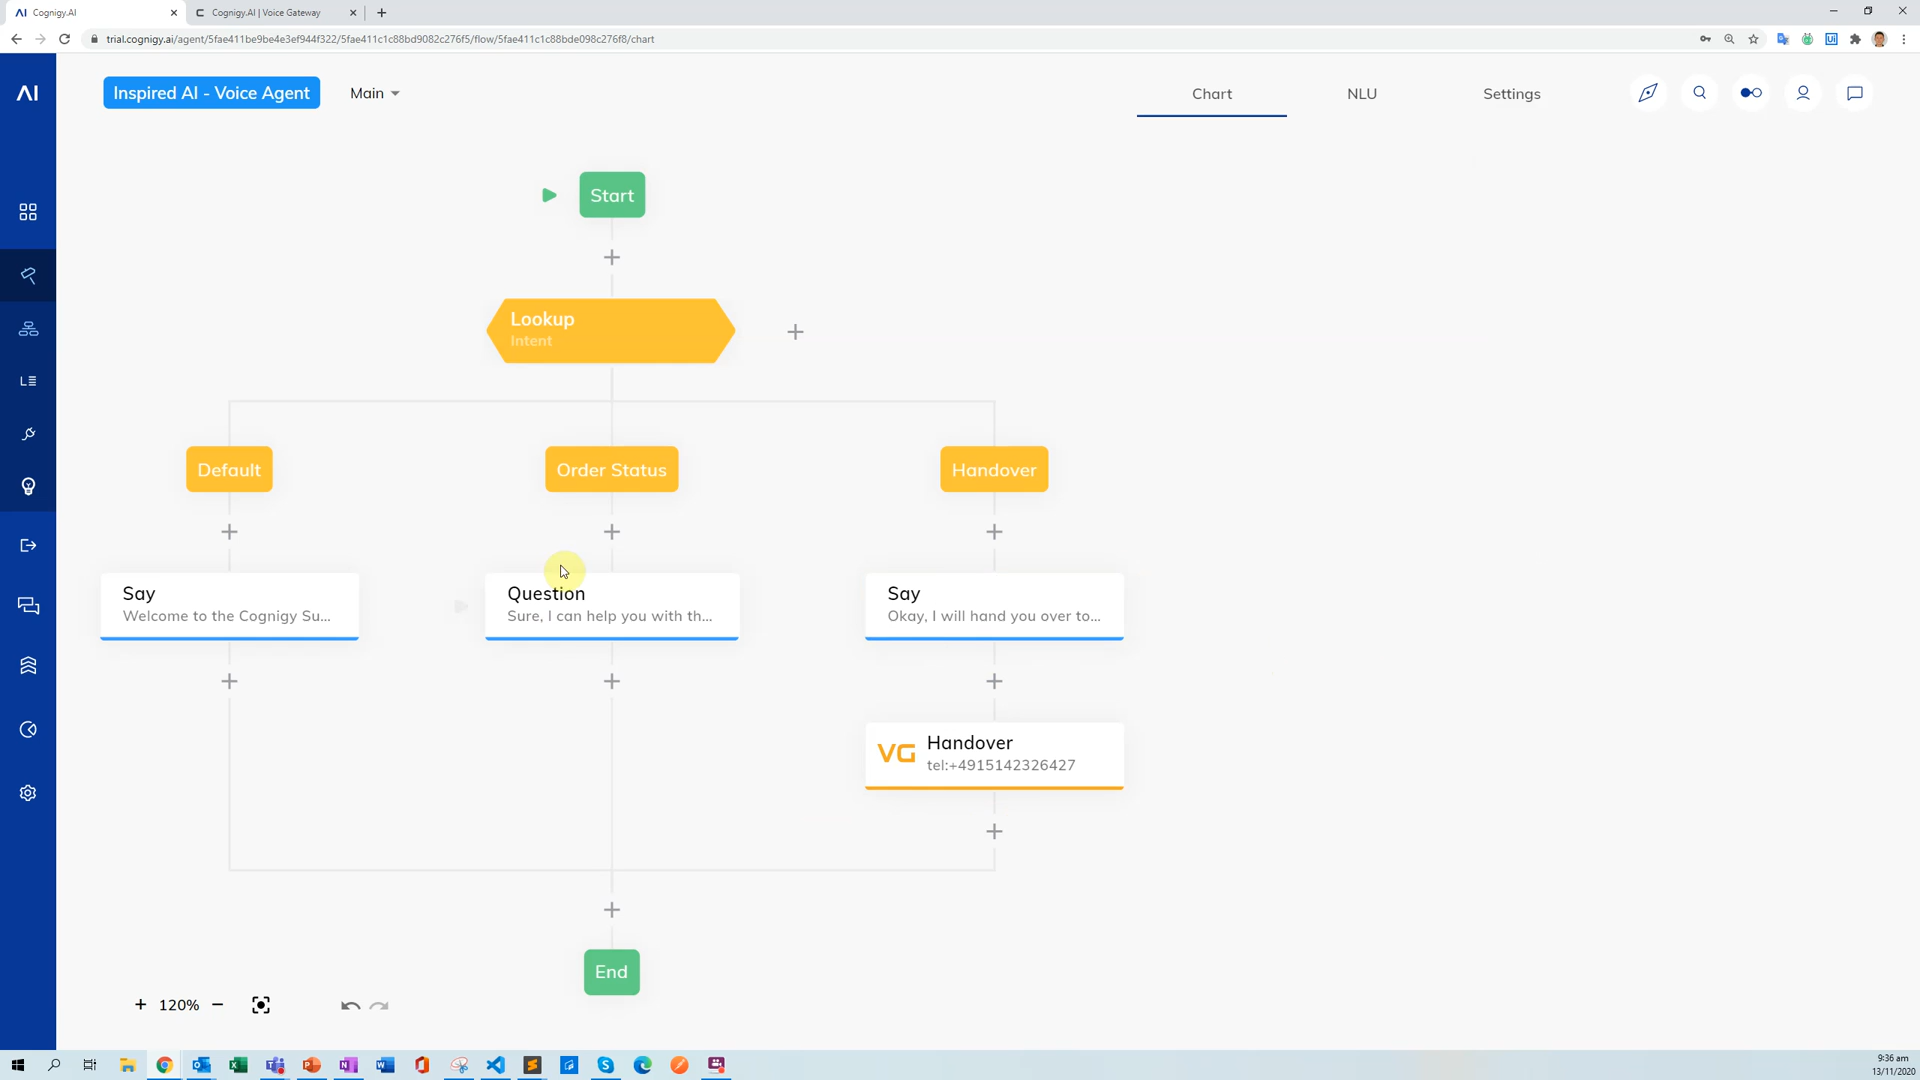 Cognigy.AI
Cognigy.AI | Voice Gateway
trial.cognigy.ai/agent/5fae411be9be4e3ef944f322/5fae411c1c88bd9082c276f5/flow/5fae411c1c88bde098c276f8/chart
AI
Inspired AI - Voice Agent
Main
Chart
NLU
Settings
Start
Lookup
Intent
Default
Order Status
Handover
Say
Welcome to the Cognigy Su...
Question
Sure, I can help you with th...
Say
Okay, I will hand you over to...
VG
Handover
tel:+4915142326427
End
+ 120% −
9:36 am
13/11/2020